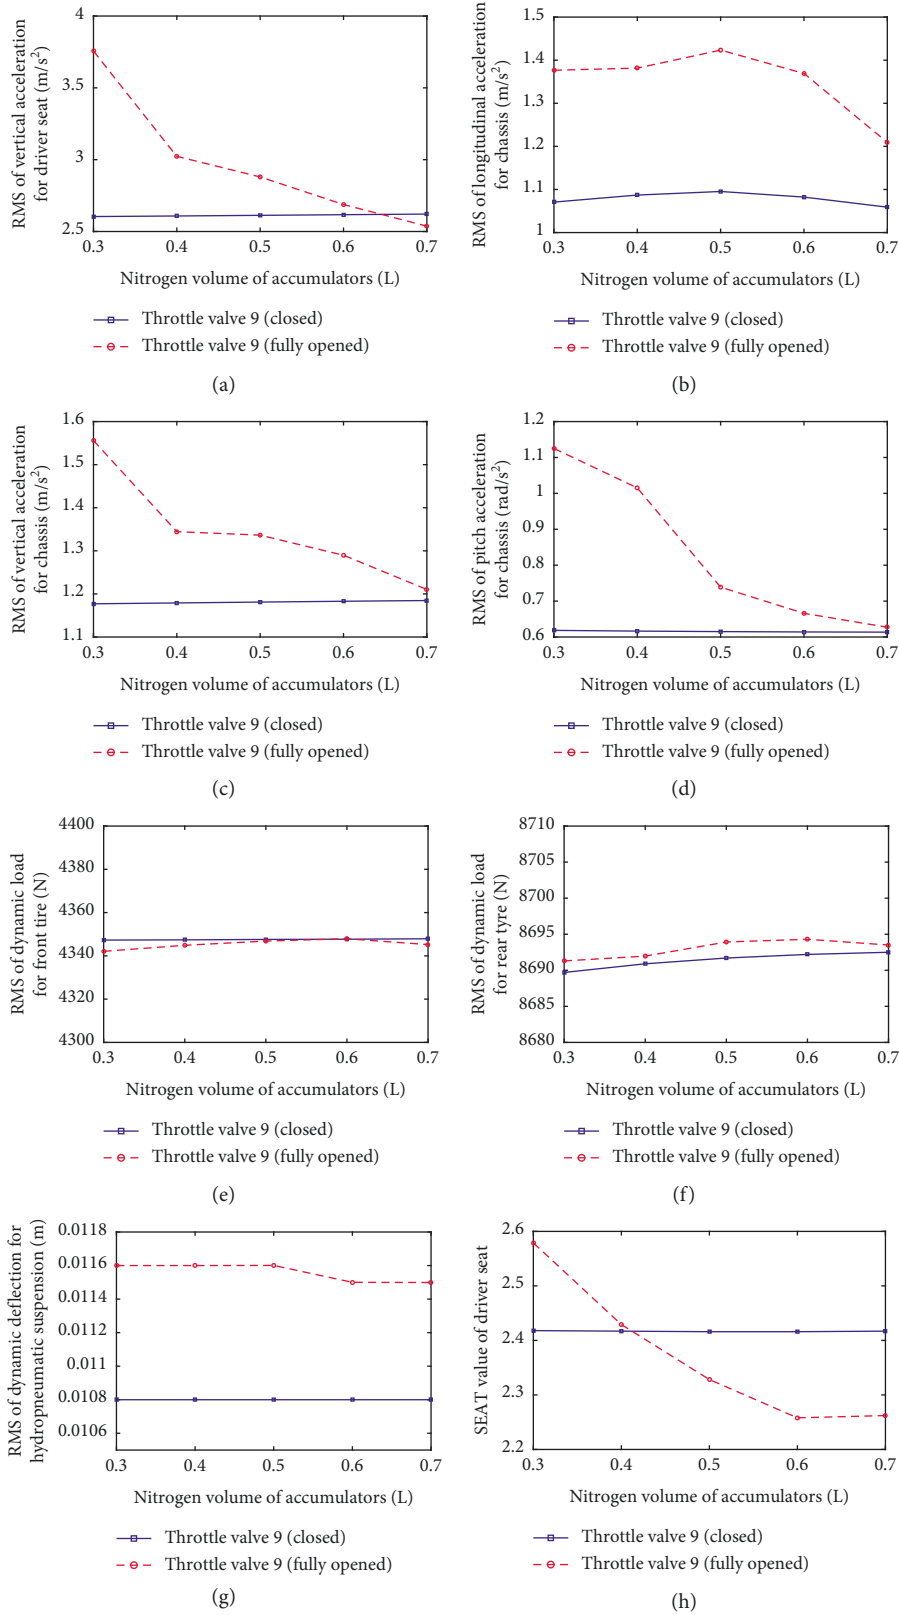 RMS of vertical acceleration
for driver seat (m/s²)
4
3.5
3
2.5
0.3 0.4 0.5 0.6 0.7
Nitrogen volume of accumulators (L)
Throttle valve 9 (closed)
Throttle valve 9 (fully opened)
(a)
RMS of longitudinal acceleration
for chassis (m/s²)
1.5
1.4
1.3
1.2
1.1
1
0.3 0.4 0.5 0.6 0.7
Nitrogen volume of accumulators (L)
Throttle valve 9 (closed)
Throttle valve 9 (fully opened)
(b)
RMS of vertical acceleration
for chassis (m/s²)
1.6
1.5
1.4
1.3
1.2
1.1
0.3 0.4 0.5 0.6 0.7
Nitrogen volume of accumulators (L)
Throttle valve 9 (closed)
Throttle valve 9 (fully opened)
(c)
RMS of pitch acceleration
for chassis (rad/s²)
1.2
1.1
1
0.9
0.8
0.7
0.6
0.3 0.4 0.5 0.6 0.7
Nitrogen volume of accumulators (L)
Throttle valve 9 (closed)
Throttle valve 9 (fully opened)
(d)
RMS of dynamic load
for front tire (N)
4400
4380
4360
4340
4320
4300
0.3 0.4 0.5 0.6 0.7
Nitrogen volume of accumulators (L)
Throttle valve 9 (closed)
Throttle valve 9 (fully opened)
(e)
RMS of dynamic load
for rear tyre (N)
8710
8705
8700
8695
8690
8685
8680
0.3 0.4 0.5 0.6 0.7
Nitrogen volume of accumulators (L)
Throttle valve 9 (closed)
Throttle valve 9 (fully opened)
(f)
RMS of dynamic deflection for
hydropneumatic suspension (m)
0.0118
0.0116
0.0114
0.011
0.0108
0.0106
0.3 0.4 0.5 0.6 0.7
Nitrogen volume of accumulators (L)
Throttle valve 9 (closed)
Throttle valve 9 (fully opened)
(g)
SEAT value of driver seat
2.6
2.5
2.4
2.3
2.2
0.3 0.4 0.5 0.6 0.7
Nitrogen volume of accumulators (L)
Throttle valve 9 (closed)
Throttle valve 9 (fully opened)
(h)